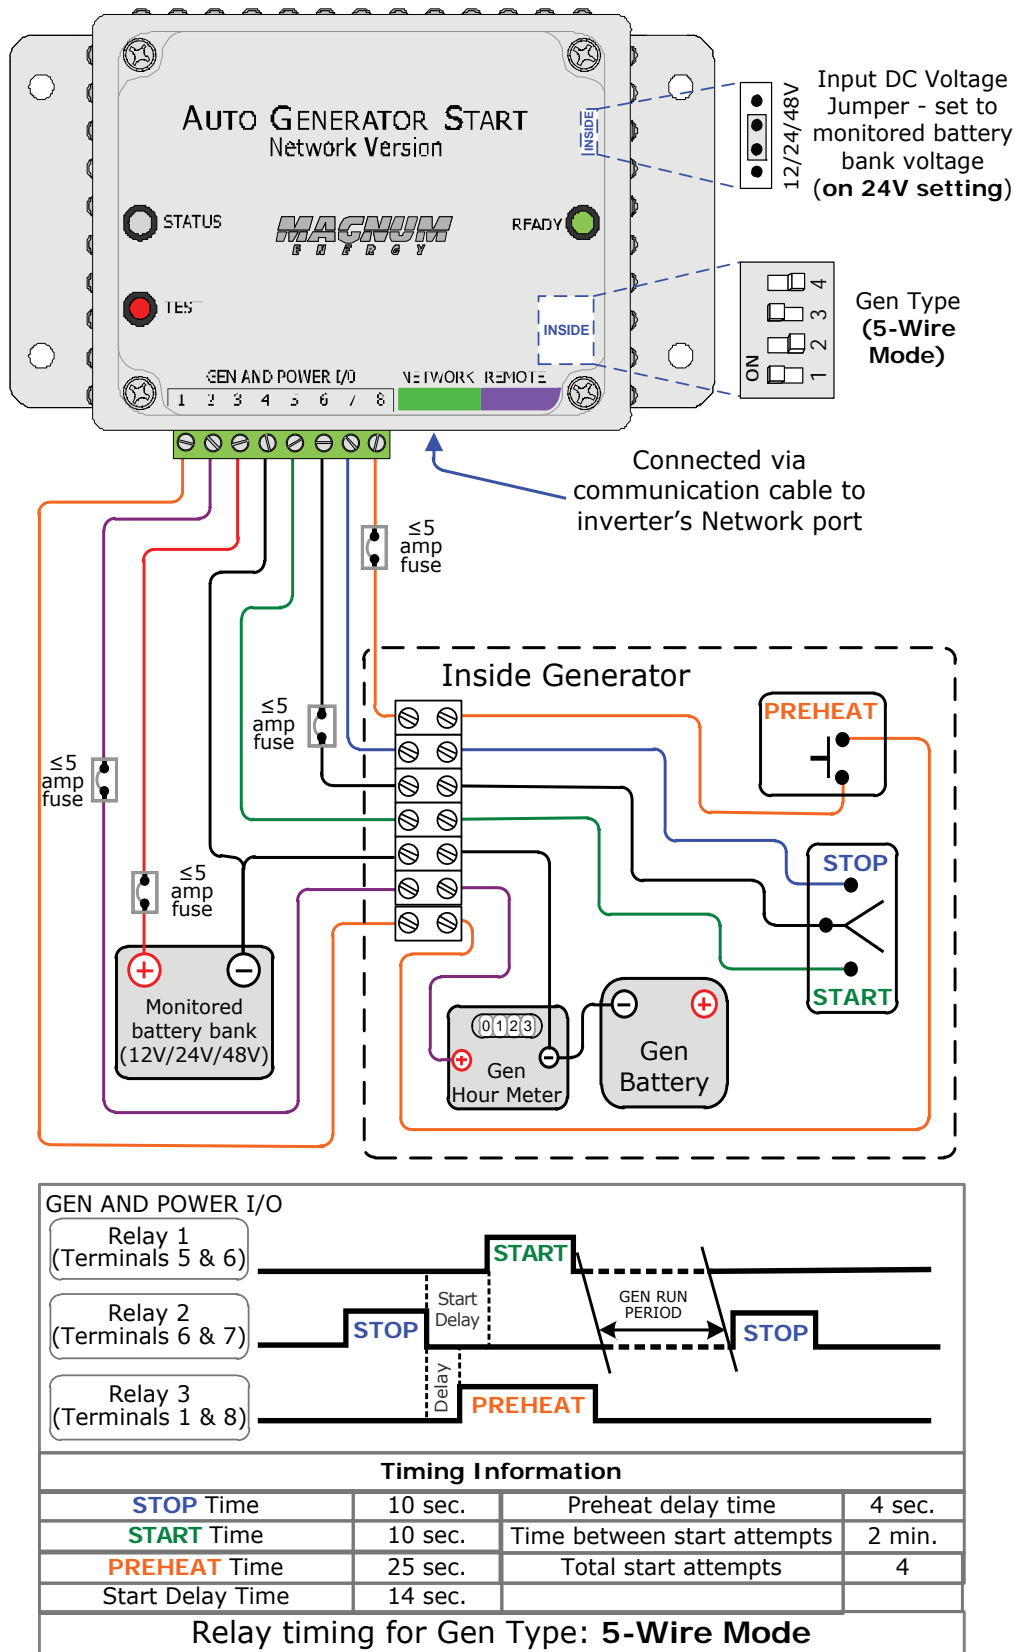 AUTO GENERATOR START
Network Version
INSIDE
STATUS
MAGNUM
ENERGY
READY
TES
INSIDE
GEN AND POWER I/O
NETWORK
REMOTE
1 2 3 4 5 6 7 8
12/24/48V
Input DC Voltage
Jumper - set to
monitored battery
bank voltage
(on 24V setting)
ON
1 2 3 4
Gen Type
(5-Wire
Mode)
Connected via
communication cable to
inverter's Network port
≤5
amp
fuse
≤5
amp
fuse
≤5
amp
fuse
≤5
amp
fuse
Inside Generator
PREHEAT
STOP
START
+
−
Monitored
battery bank
(12V/24V/48V)
0 1 2 3
+
−
Gen
Hour Meter
−
+
Gen
Battery
GEN AND POWER I/O
Relay 1
(Terminals 5 & 6)
START
Start
Delay
GEN RUN
PERIOD
Relay 2
(Terminals 6 & 7)
STOP
STOP
Delay
Relay 3
(Terminals 1 & 8)
PREHEAT
Timing Information
STOP Time 10 sec. Preheat delay time 4 sec.
START Time 10 sec. Time between start attempts 2 min.
PREHEAT Time 25 sec. Total start attempts 4
Start Delay Time 14 sec.
Relay timing for Gen Type: 5-Wire Mode